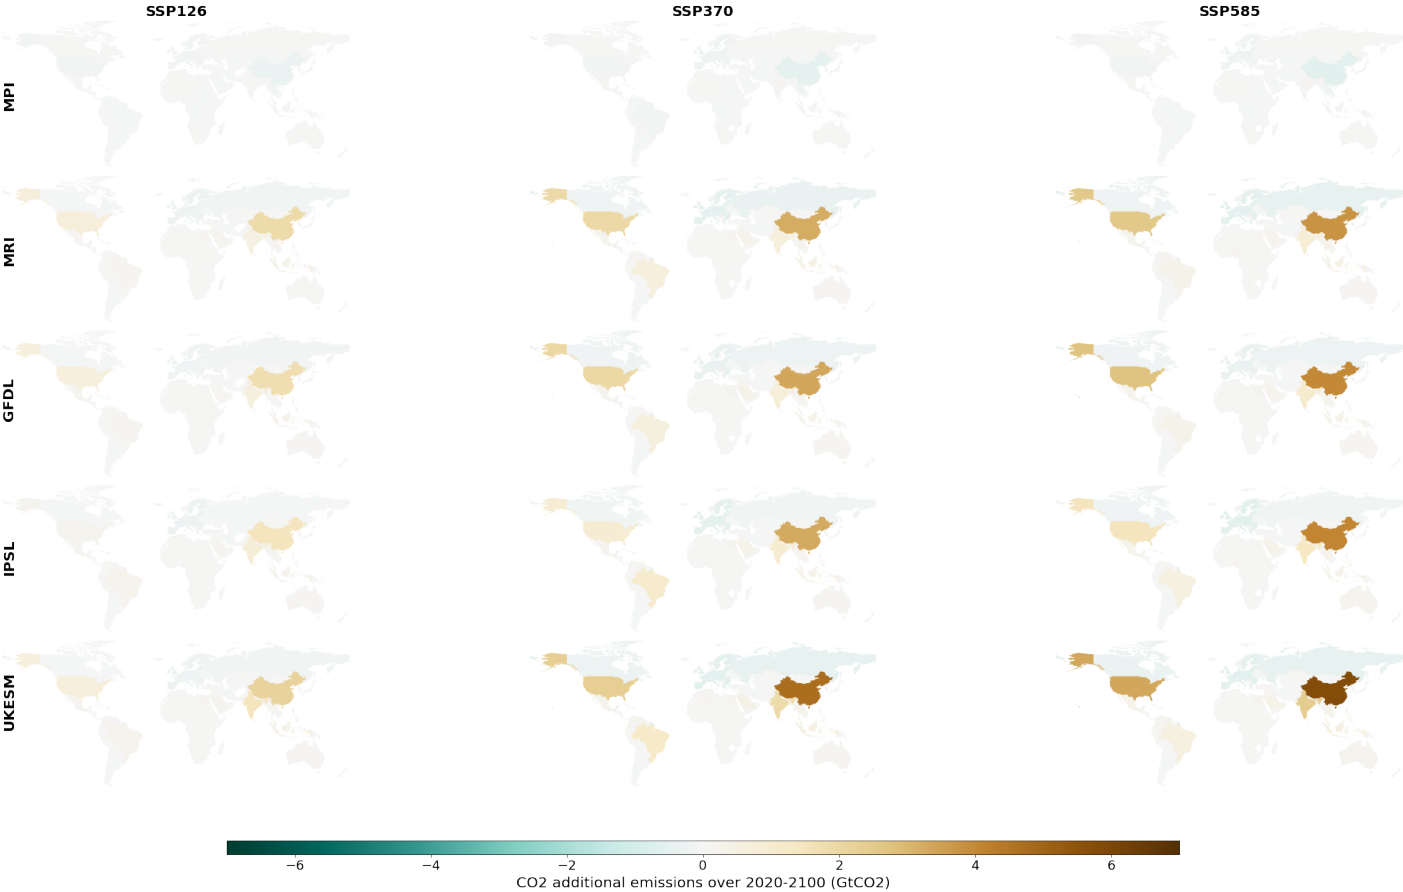 SSP126 SSP370 SSP585
MPI
MRI
GFDL
IPSL
UKESM
−6 −4 −2 0 2 4 6
CO2 additional emissions over 2020-2100 (GtCO2)